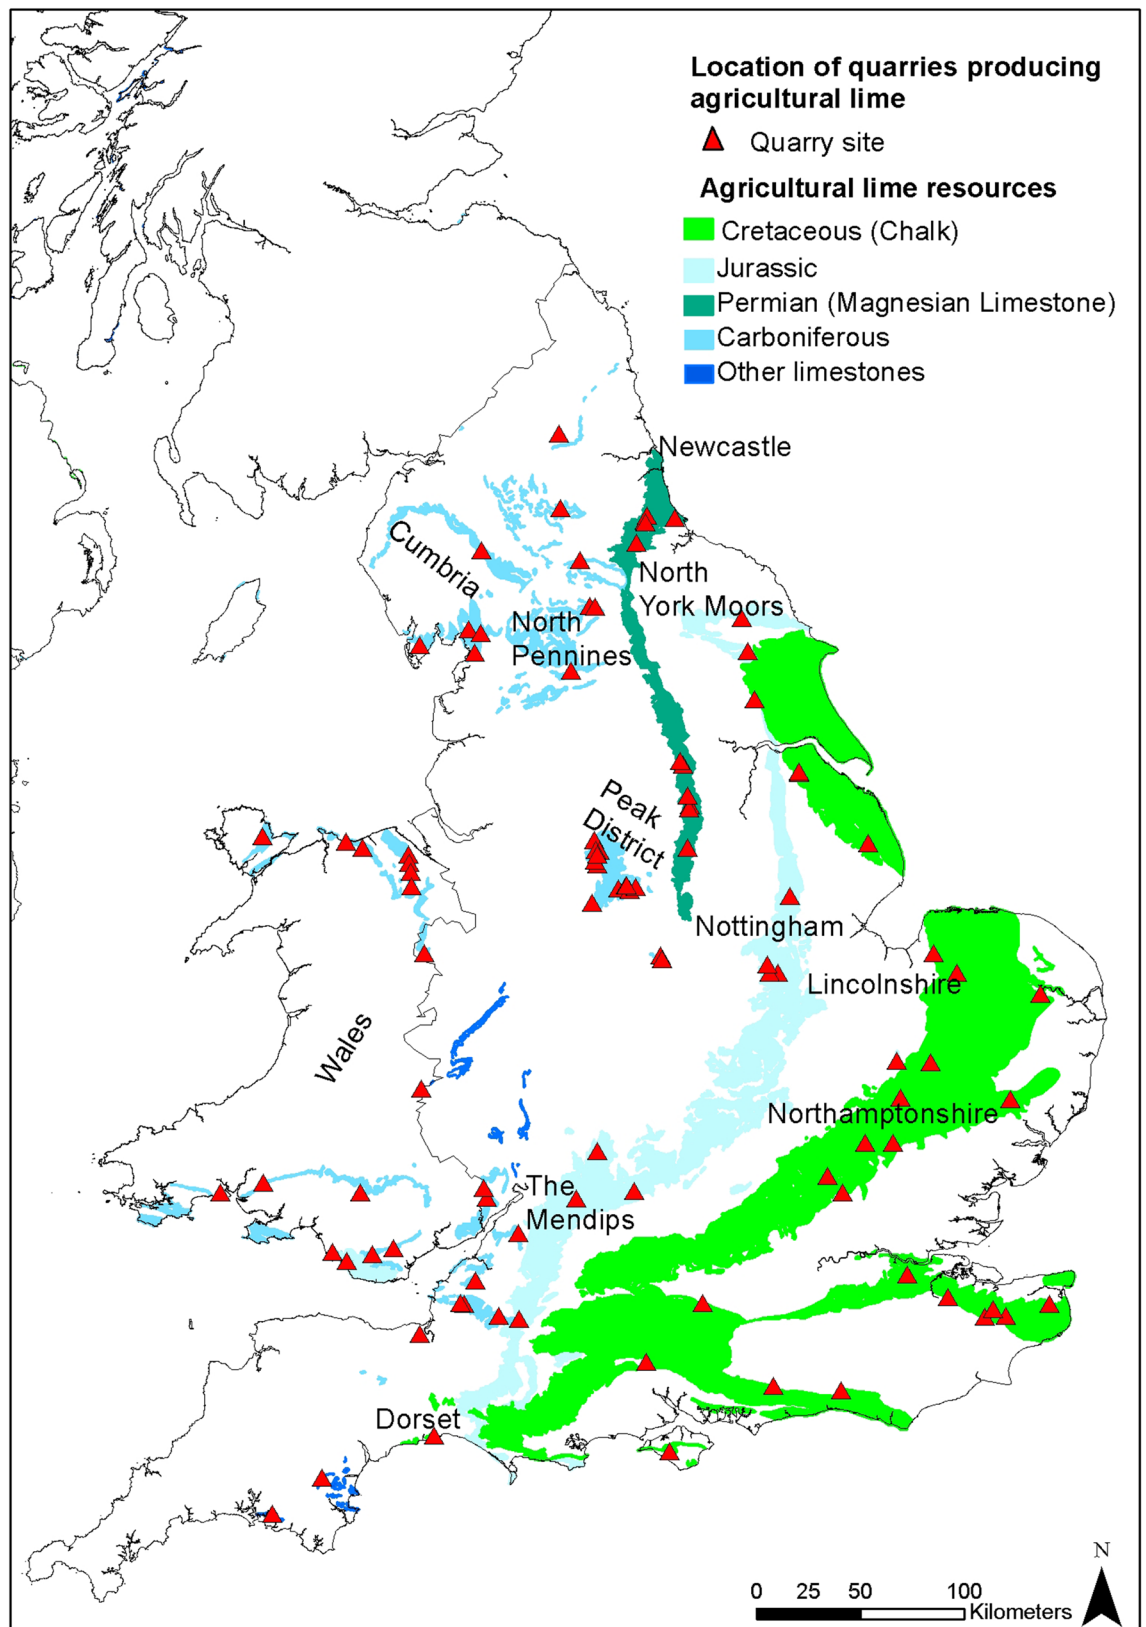 Location of quarries producing
agricultural lime
Quarry site
Agricultural lime resources
Cretaceous (Chalk)
Jurassic
Permian (Magnesian Limestone)
Carboniferous
Other limestones
Newcastle
Cumbria
North
York Moors
North
Pennines
Peak
District
Nottingham
Lincolnshire
Wales
Northamptonshire
The
Mendips
Dorset
N
0 25 50 100
Kilometers